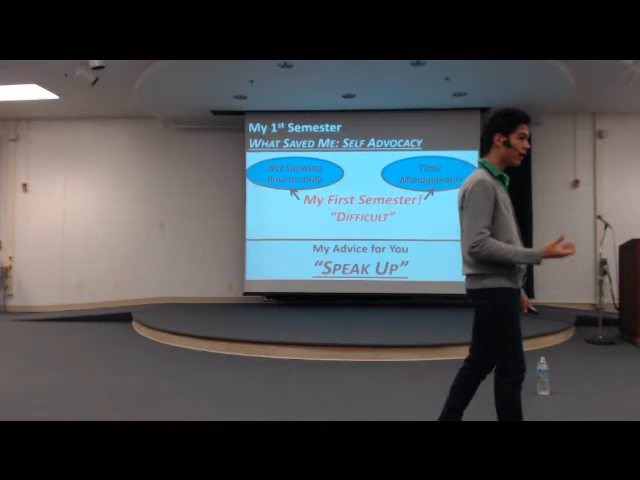 My 1st Semester
WHAT SAVED ME: SELF ADVOCACY
Not knowing
how to study
Time
Management
My First Semester!
"DIFFICULT"
My Advice for You
"SPEAK UP"